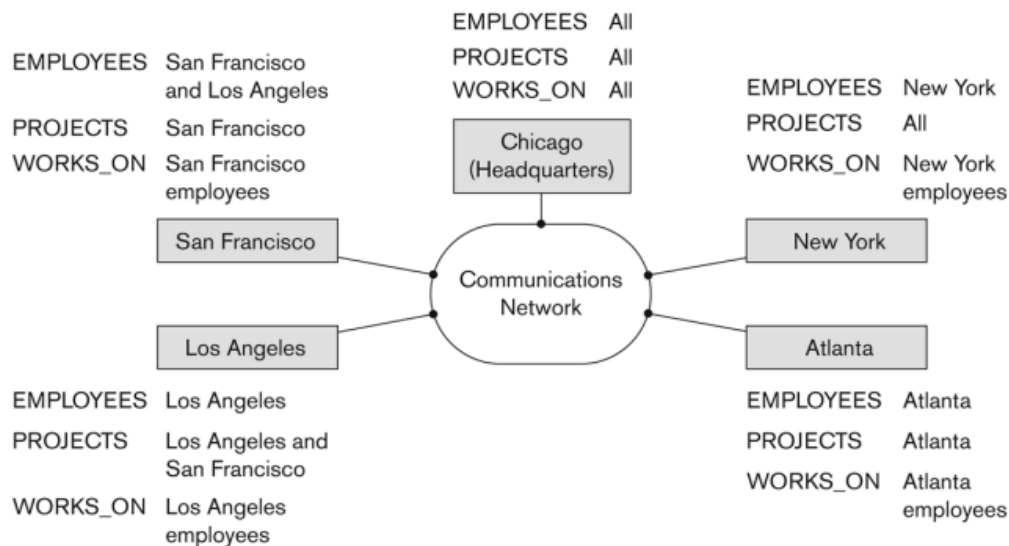 EMPLOYEES All
PROJECTS All
WORKS_ON All
Chicago
(Headquarters)
EMPLOYEES San Francisco
and Los Angeles
PROJECTS San Francisco
WORKS_ON San Francisco
employees
San Francisco
EMPLOYEES New York
PROJECTS All
WORKS_ON New York
employees
New York
Communications
Network
Los Angeles
EMPLOYEES Los Angeles
PROJECTS Los Angeles and
San Francisco
WORKS_ON Los Angeles
employees
Atlanta
EMPLOYEES Atlanta
PROJECTS Atlanta
WORKS_ON Atlanta
employees